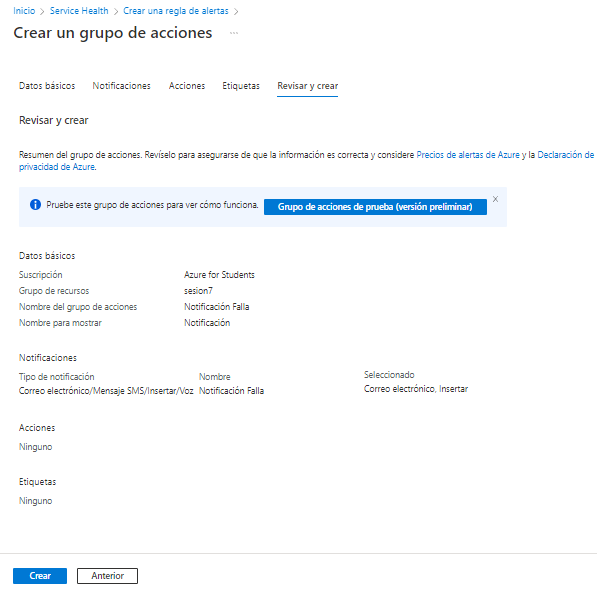 Inicio > Service Health > Crear una regla de alertas >
Crear un grupo de acciones ...
Datos básicos Notificaciones Acciones Etiquetas Revisar y crear
Revisar y crear
Resumen del grupo de acciones. Revíselo para asegurarse de que la información es correcta y considere Precios de alertas de Azure y la Declaración de
privacidad de Azure.
Pruebe este grupo de acciones para ver cómo funciona. Grupo de acciones de prueba (versión preliminar) X
Datos básicos
Suscripción Azure for Students
Grupo de recursos sesion7
Nombre del grupo de acciones Notificación Falla
Nombre para mostrar Notificación
Notificaciones
Tipo de notificación Nombre Seleccionado
Correo electrónico/Mensaje SMS/Insertar/Voz Notificación Falla Correo electrónico, Insertar
Acciones
Ninguno
Etiquetas
Ninguno
Crear Anterior